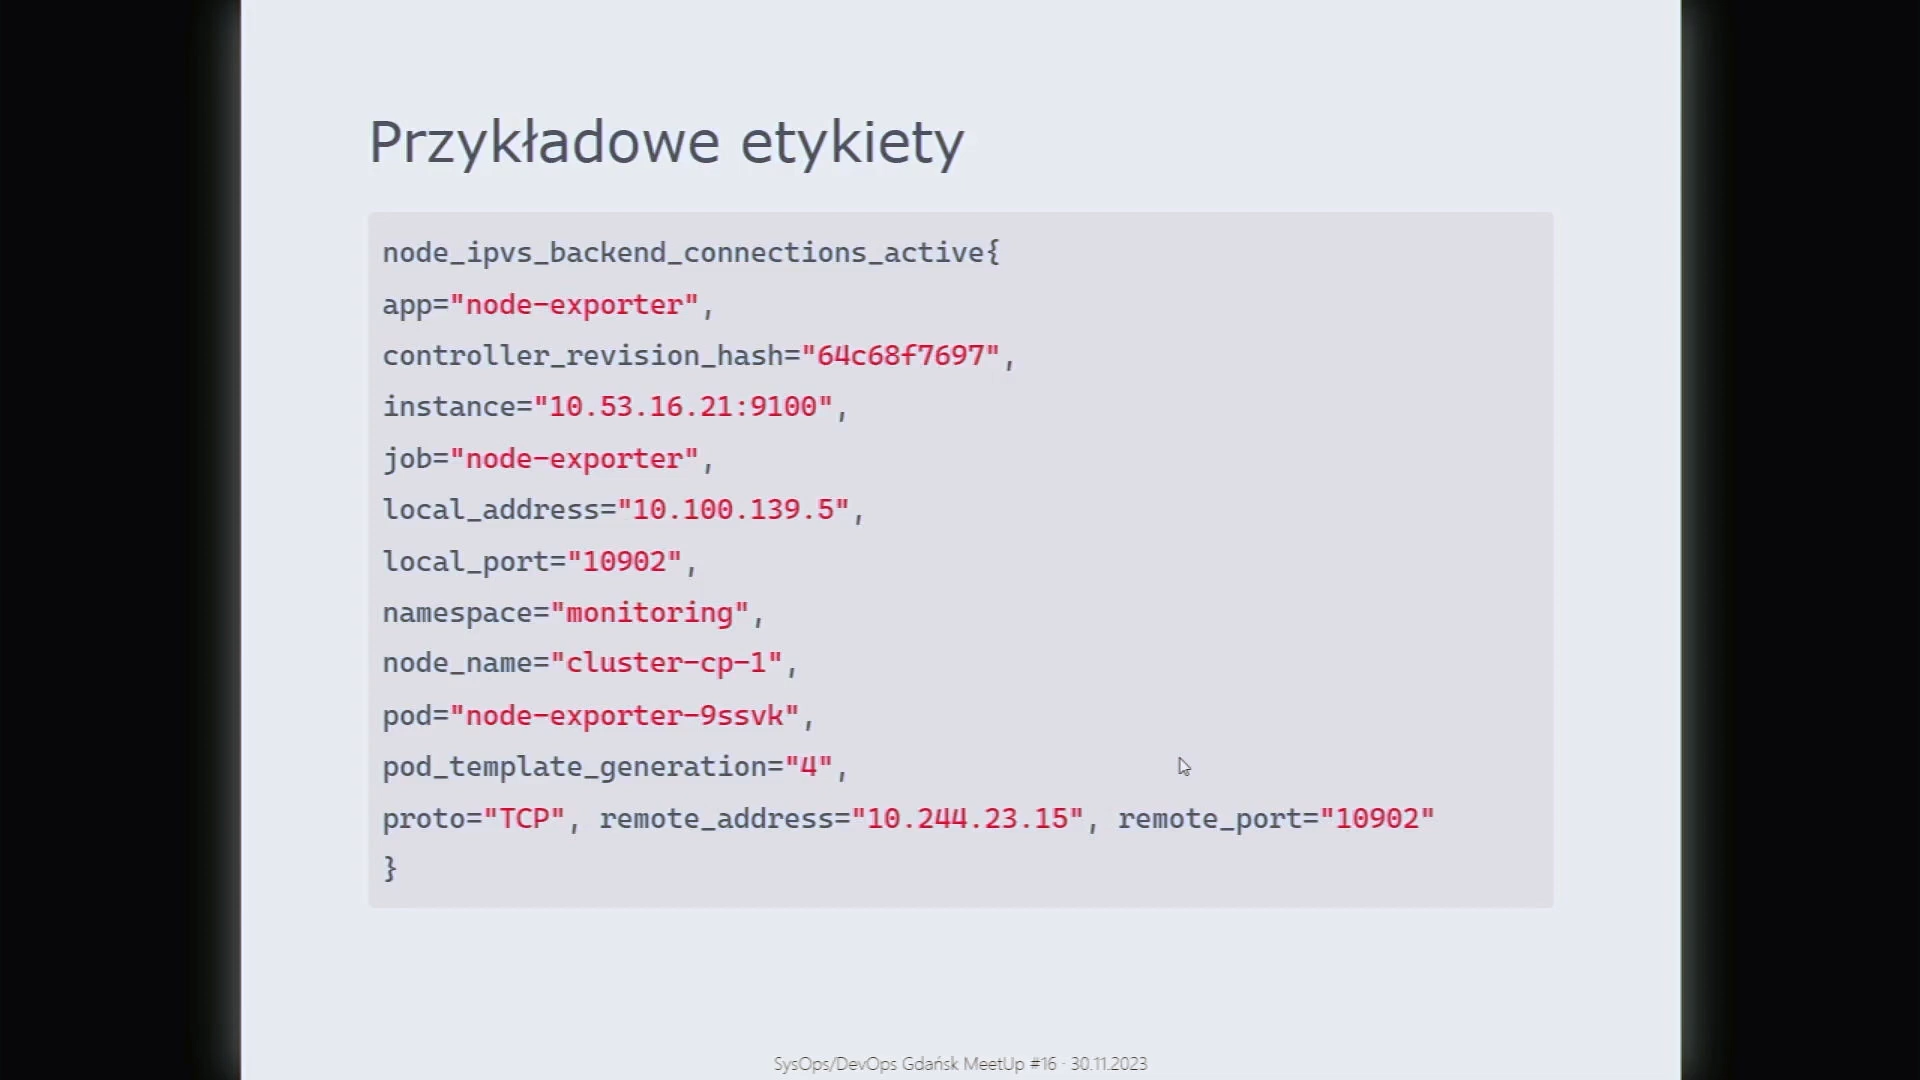 Przykładowe etykiety
node_ipvs_backend_connections_active{
app="node-exporter",
controller_revision_hash="64c68f7697",
instance="10.53.16.21:9100",
job="node-exporter",
local_address="10.100.139.5",
local_port="10902",
namespace="monitoring",
node_name="cluster-cp-1",
pod="node-exporter-9ssvk",
pod_template_generation="4",
proto="TCP", remote_address="10.244.23.15", remote_port="10902"
}
SysOps/DevOps Gdańsk MeetUp #16 · 30.11.2023